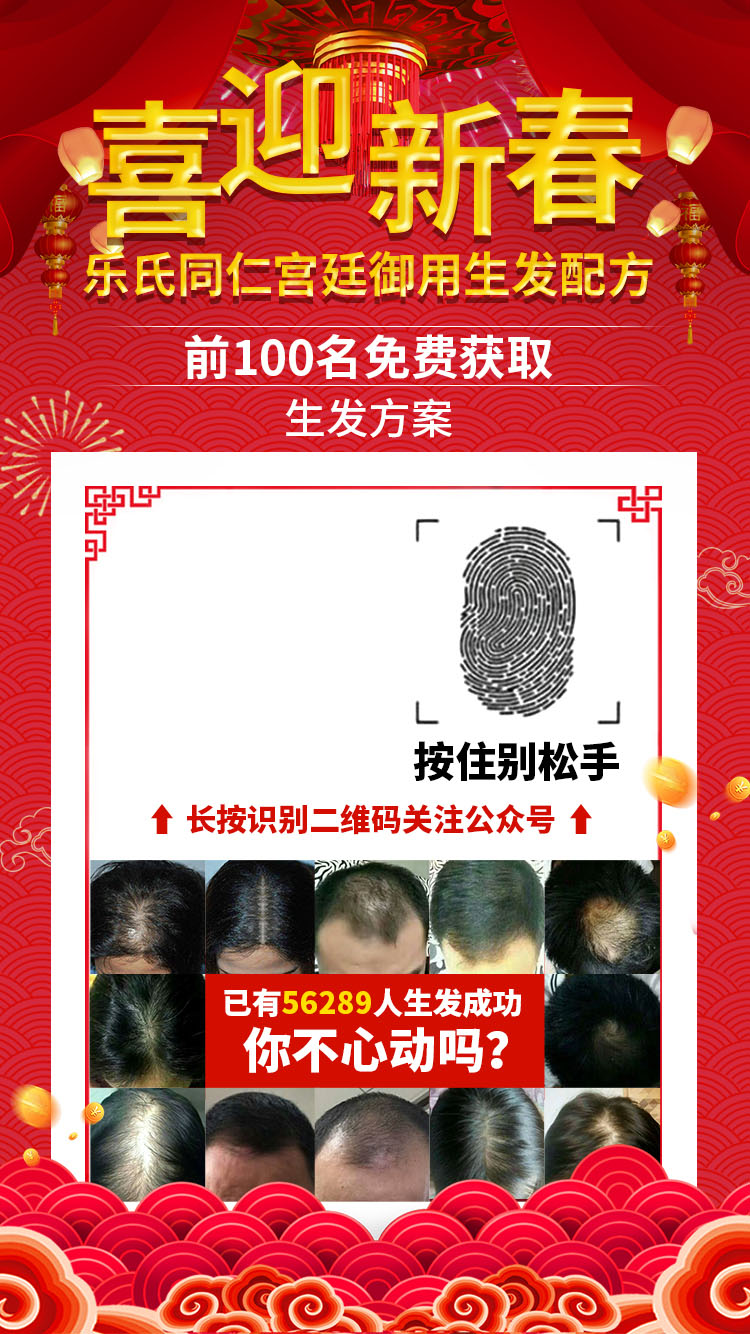 喜迎新春
乐氏同仁宫廷御用生发配方
前100名免费获取
生发方案
按住别松手
长按识别二维码关注公众号
已有56289人生发成功
你不心动吗？
福
福